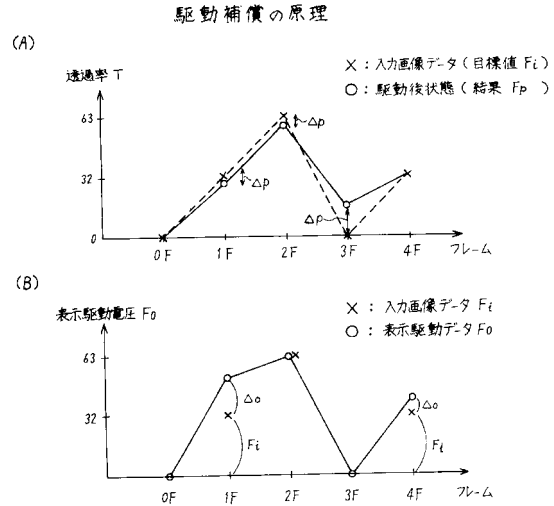 駆動補償の原理
(A)
透過率 T
×: 入力画像データ(目標値 Fi)
○: 駆動後状態(結果 Fp)
63
Δp
32
Δp
Δp
0
0F 1F 2F 3F 4F フレーム
(B)
表示駆動電圧 Fo
×: 入力画像データ Fi
○: 表示駆動データ Fo
63
Δo
Δo
32
Fi
Fi
0F 1F 2F 3F 4F フレーム